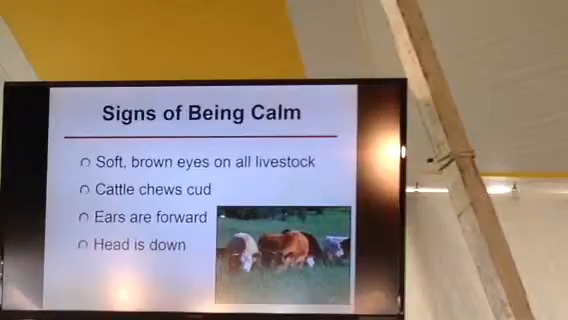 Signs of Being Calm
Soft, brown eyes on all livestock
Cattle chews cud
Ears are forward
Head is down